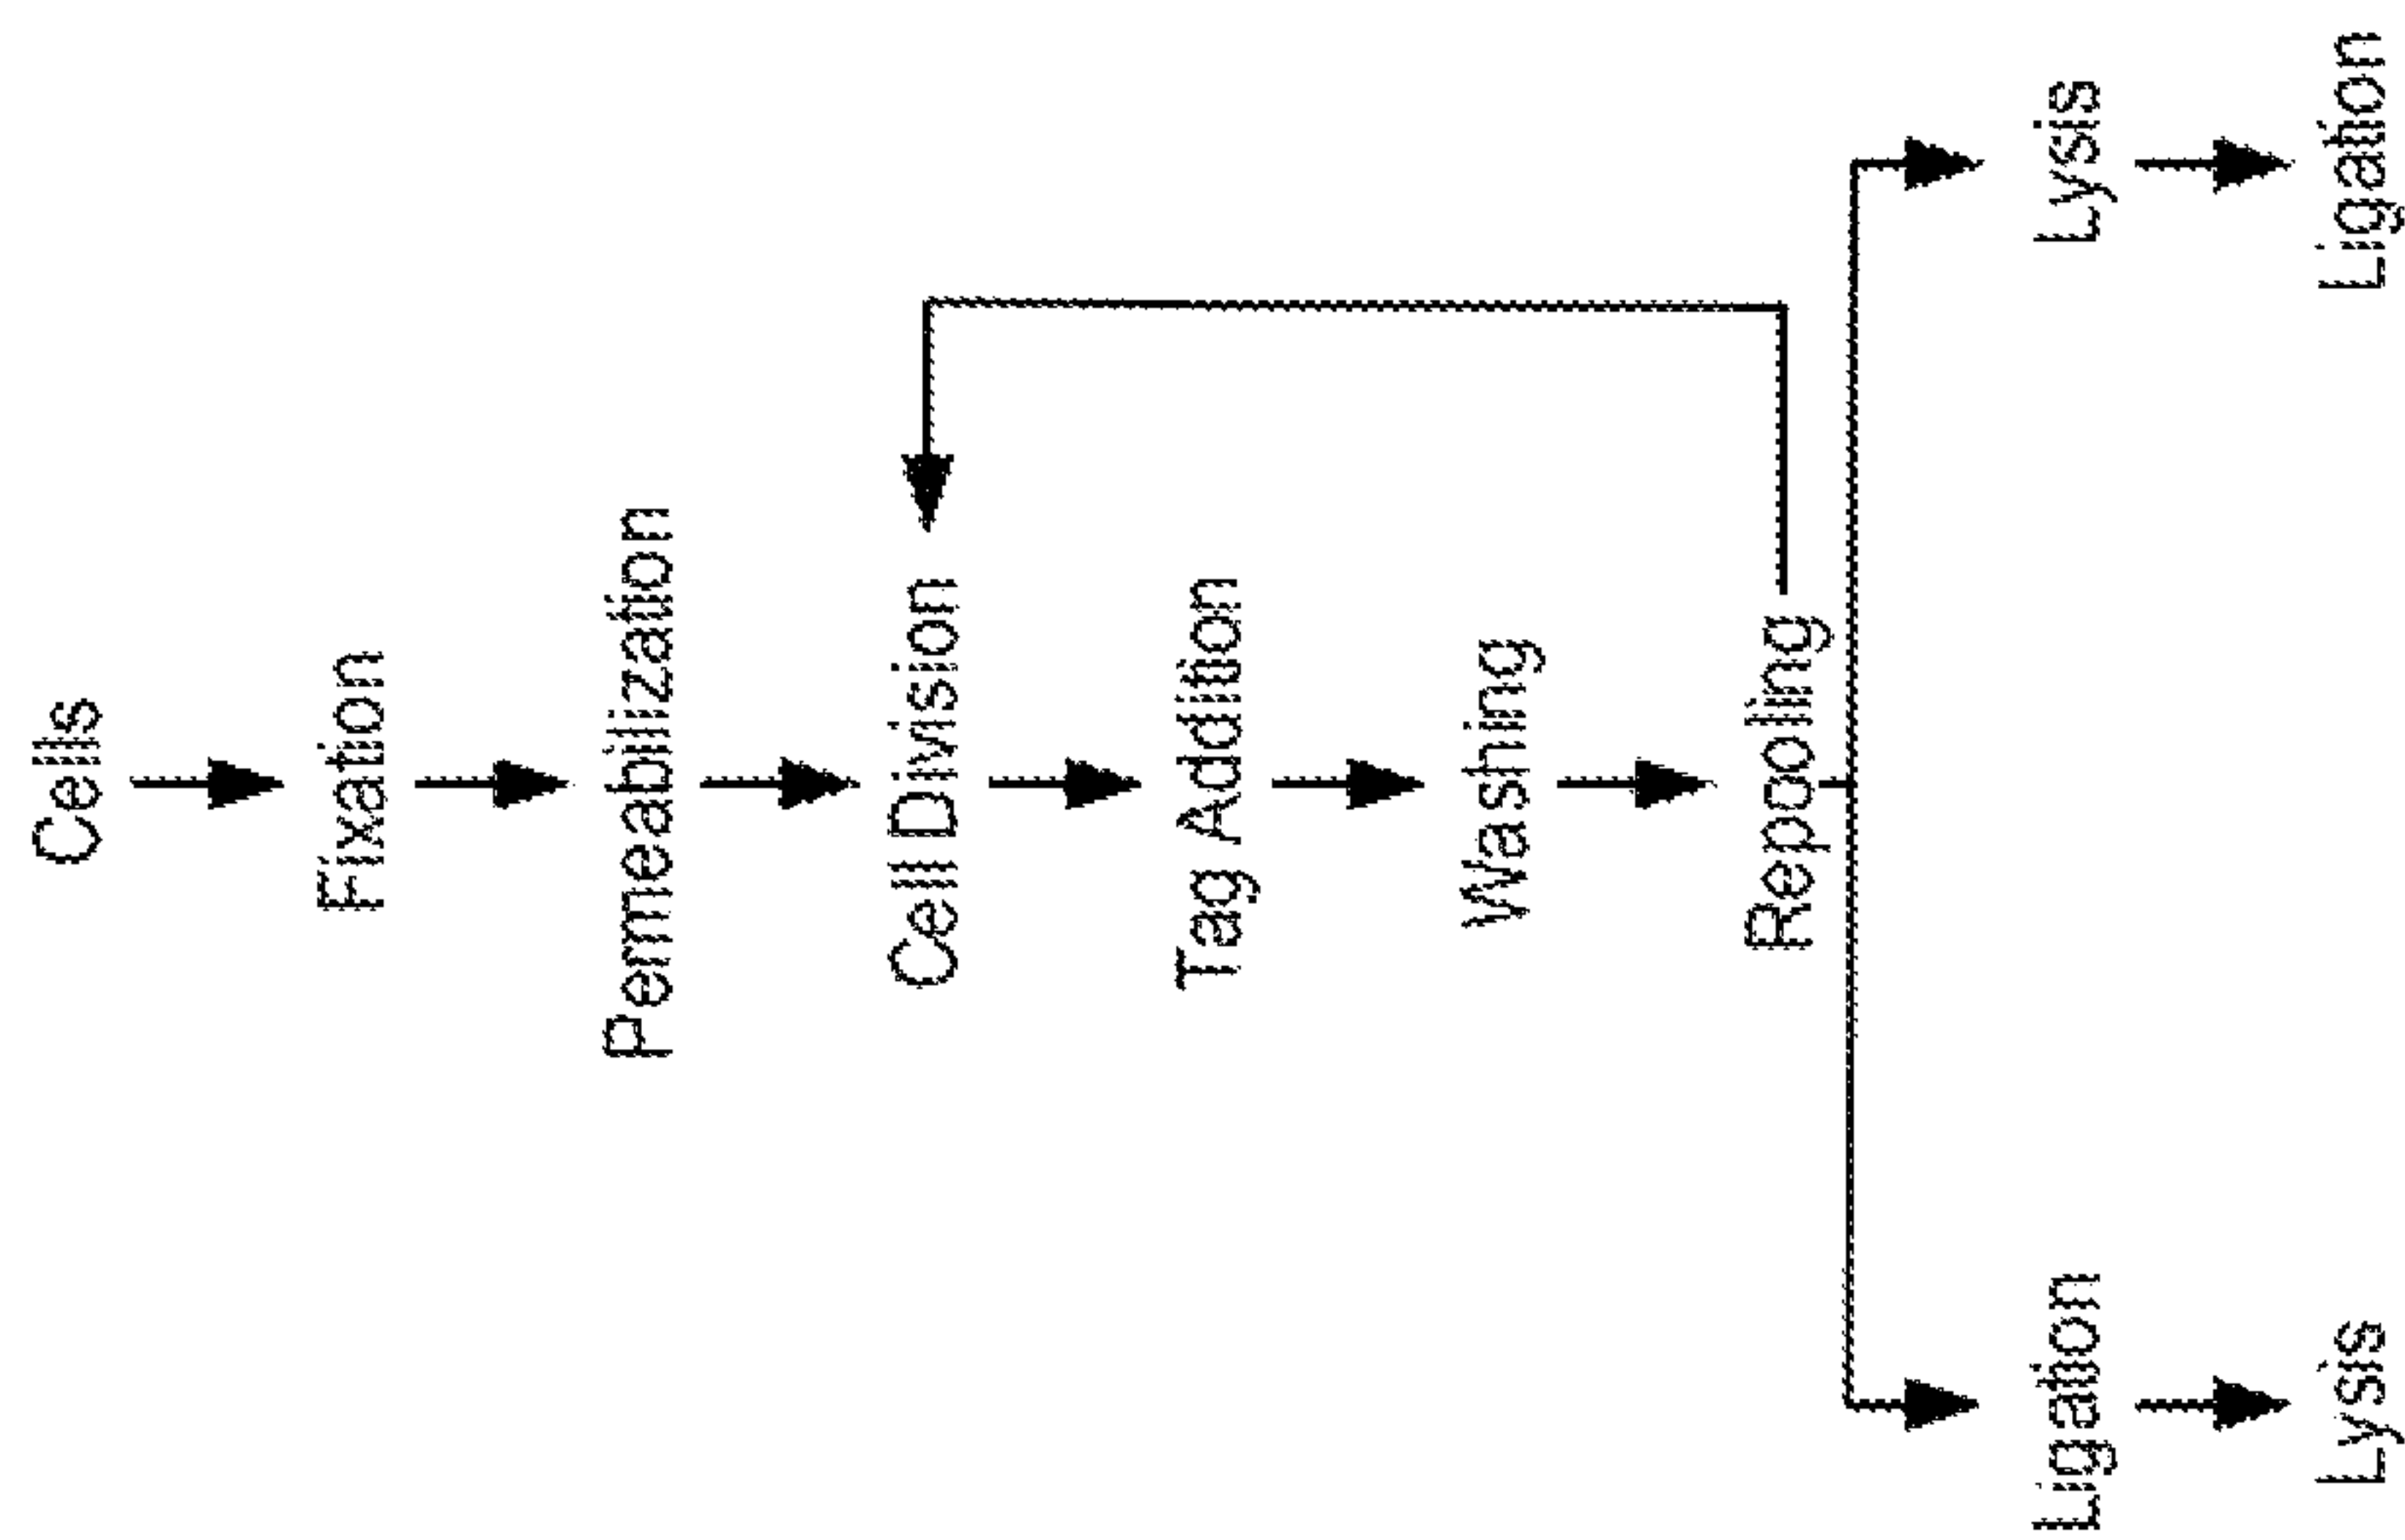 Cells
Fixation
Permeabilization
Cell Division
Tag Addition
Washing
Repooling
Ligation
Lysis
Lysis
Ligation